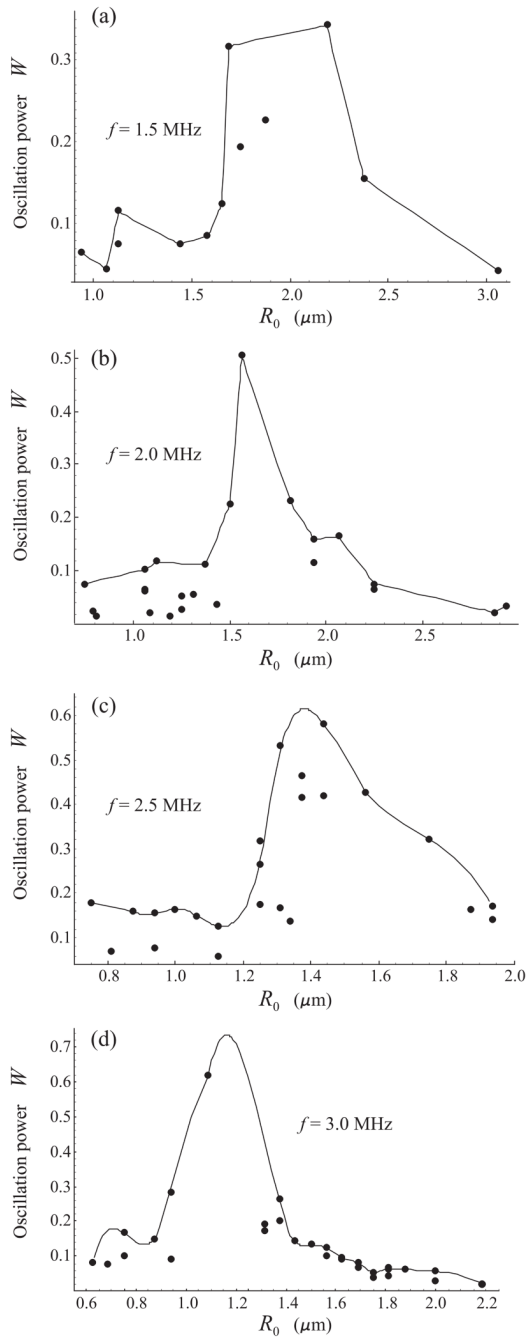 (a)
Oscillation power W
0.3
0.2
0.1
f = 1.5 MHz
1.0 1.5 2.0 2.5 3.0
R₀ (μm)
(b)
Oscillation power W
0.5
0.4
0.3
0.2
0.1
f = 2.0 MHz
1.0 1.5 2.0 2.5
R₀ (μm)
(c)
Oscillation power W
0.6
0.5
0.4
0.3
0.2
0.1
f = 2.5 MHz
0.8 1.0 1.2 1.4 1.6 1.8 2.0
R₀ (μm)
(d)
Oscillation power W
0.7
0.6
0.5
0.4
0.3
0.2
0.1
f = 3.0 MHz
0.6 0.8 1.0 1.2 1.4 1.6 1.8 2.0 2.2
R₀ (μm)